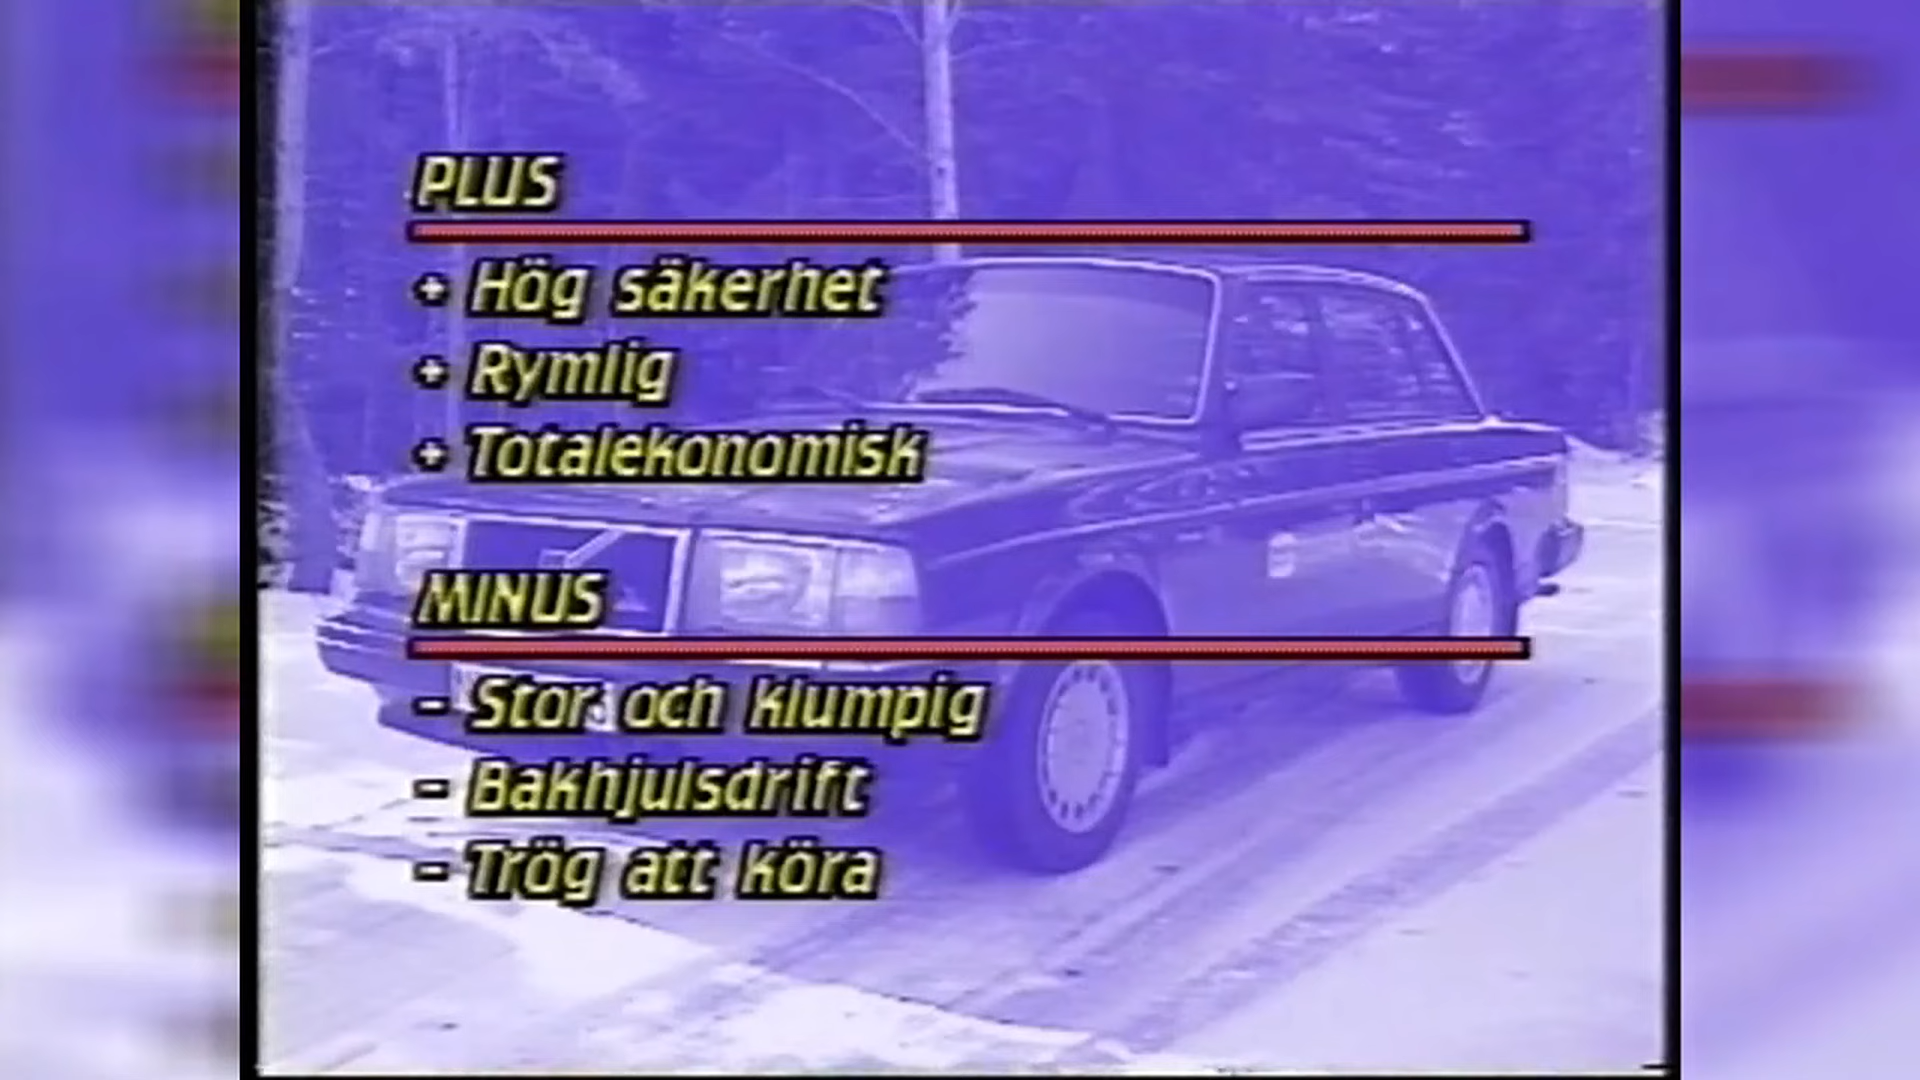 PLUS
+ Hög säkerhet
+ Rymlig
+ Totalekonomisk
MINUS
- Stor och klumpig
- Bakhjulsdrift
- Trög att köra